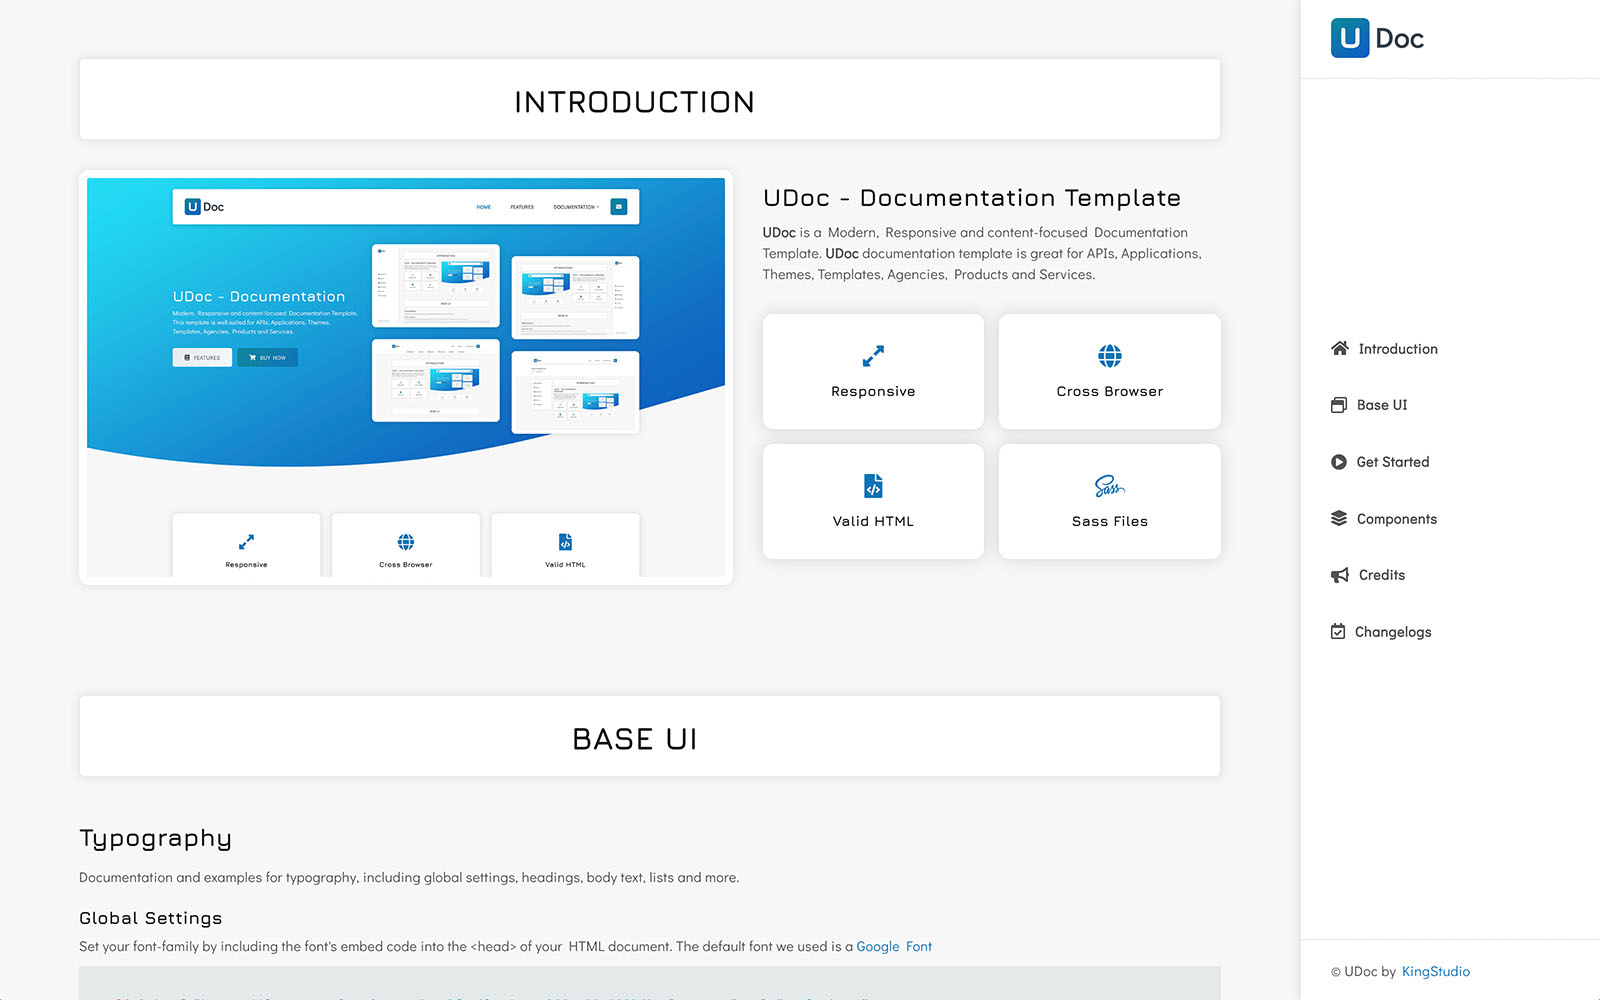 INTRODUCTION
U Doc
HOME
FEATURES
DOCUMENTATION
UDoc - Documentation
Modern, Responsive and content-focused Documentation Template.
This template is well suited for APIs, Applications, Themes,
Templates, Agencies, Products and Services.
FEATURES
BUY NOW
Responsive
Cross Browser
Valid HTML
UDoc - Documentation Template
UDoc is a Modern, Responsive and content-focused Documentation
Template. UDoc documentation template is great for APIs, Applications,
Themes, Templates, Agencies, Products and Services.
Responsive
Cross Browser
Valid HTML
Sass
Sass Files
BASE UI
Typography
Documentation and examples for typography, including global settings, headings, body text, lists and more.
Global Settings
Set your font-family by including the font's embed code into the <head> of your HTML document. The default font we used is a Google Font
U Doc
Introduction
Base UI
Get Started
Components
Credits
Changelogs
© UDoc by KingStudio